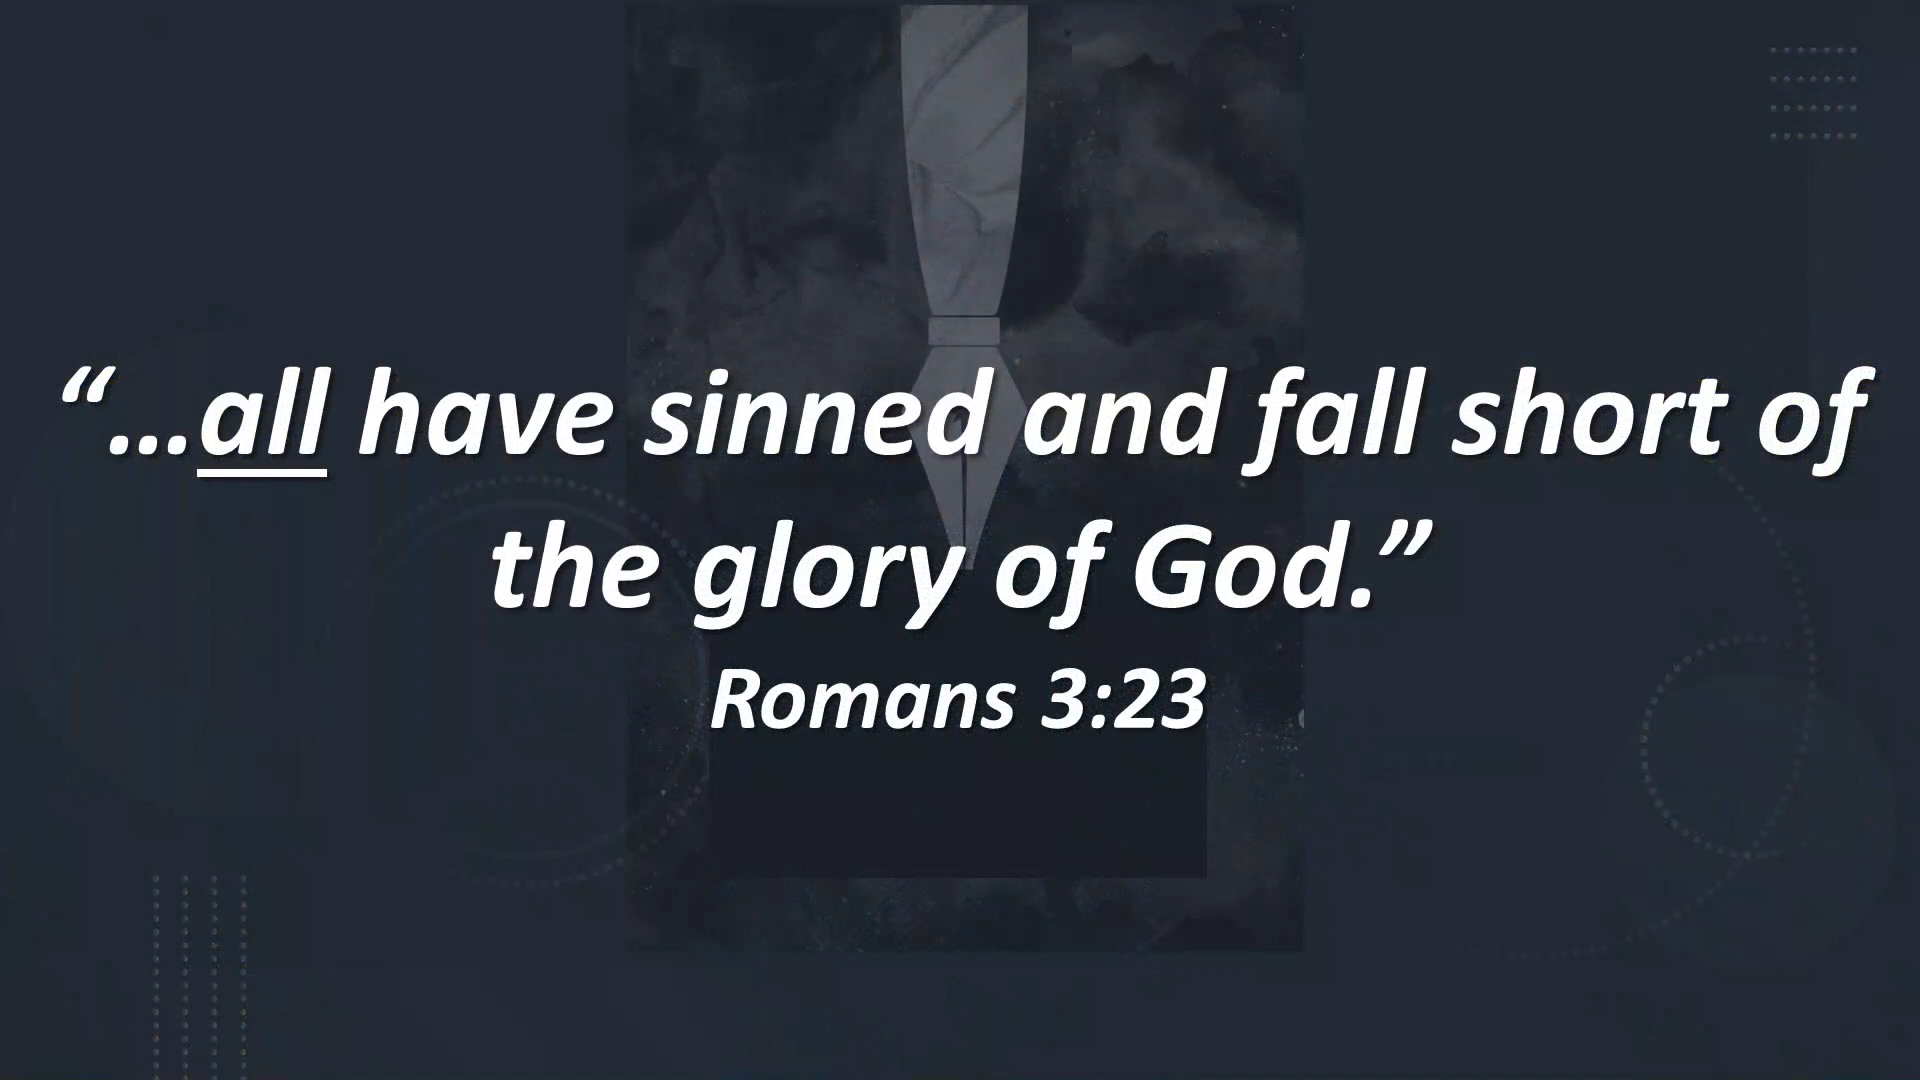 “…all have sinned and fall short of
the glory of God.”
Romans 3:23